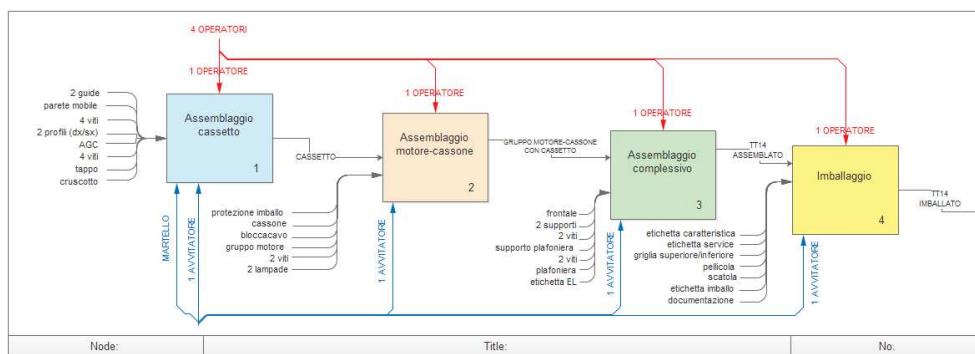 4 OPERATORI
1 OPERATORE
1 OPERATORE
1 OPERATORE
1 OPERATORE
2 guide
parete mobile
4 viti
2 profili (dx/sx)
AGC
4 viti
tappo
cruscotto
Assemblaggio
cassetto
1
CASSETTO
MARTELLO
1 AVVITATORE
protezione imballo
cassone
bloccacavo
gruppo motore
2 viti
2 lampade
Assemblaggio
motore-cassone
2
GRUPPO MOTORE-CASSONE
CON CASSETTO
1 AVVITATORE
frontale
2 supporti
2 viti
supporto plafoniera
2 viti
plafoniera
etichetta EL
Assemblaggio
complessivo
3
TT14
ASSEMBLATO
1 AVVITATORE
etichetta caratteristica
etichetta service
griglia superiore/inferiore
pellicola
scatola
etichetta imballo
documentazione
Imballaggio
4
TT14
IMBALLATO
1 AVVITATORE
Node:
Title:
No.